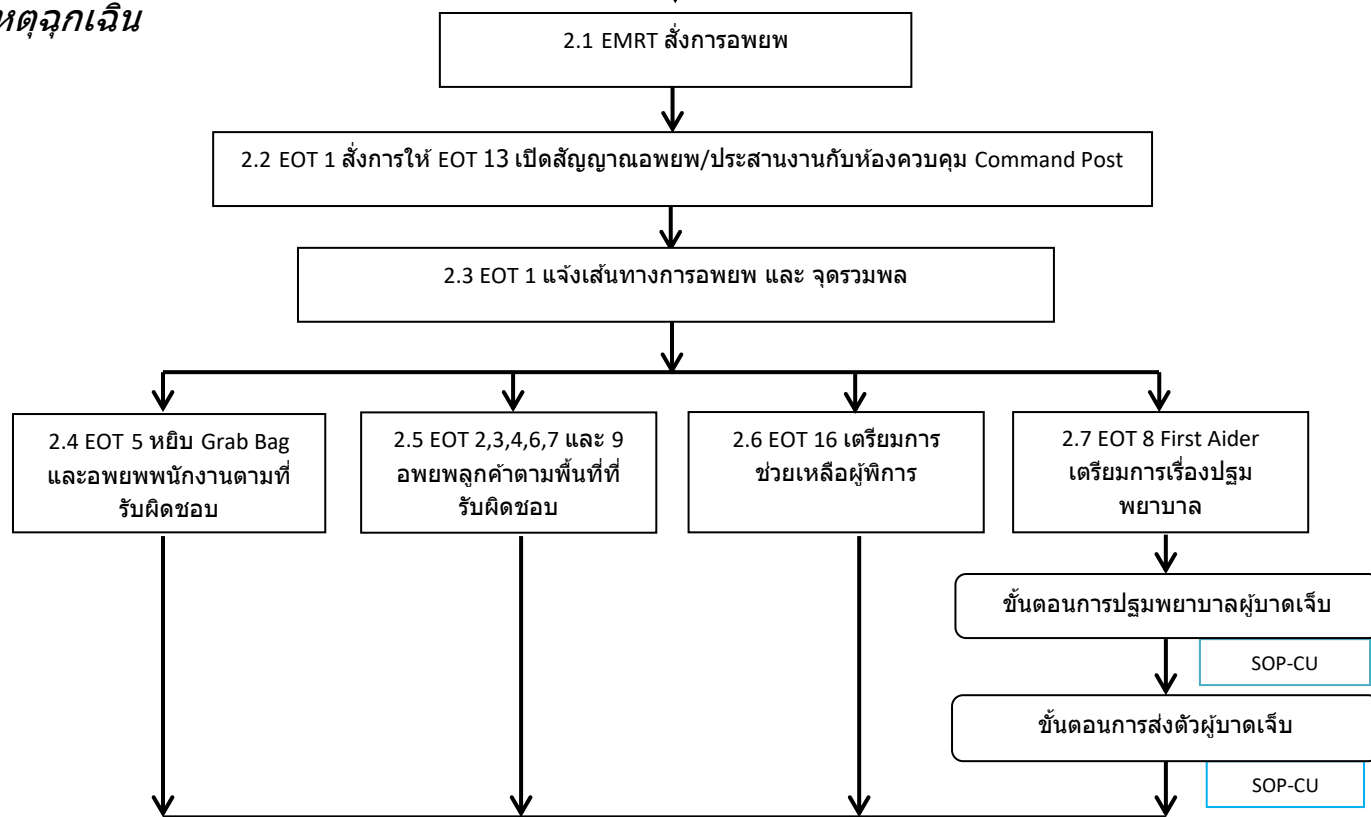 หตุฉุกเฉิน
2.1 EMRT สั่งการอพยพ
2.2 EOT 1 สั่งการให้ EOT 13 เปิดสัญญาณอพยพ/ประสานงานกับห้องควบคุม Command Post
2.3 EOT 1 แจ้งเส้นทางการอพยพ และ จุดรวมพล
2.4 EOT 5 หยิบ Grab Bag
และอพยพพนักงานตามที่
รับผิดชอบ
2.5 EOT 2,3,4,6,7 และ 9
อพยพลูกค้าตามพื้นที่ที่
รับผิดชอบ
2.6 EOT 16 เตรียมการ
ช่วยเหลือผู้พิการ
2.7 EOT 8 First Aider
เตรียมการเรื่องปฐม
พยาบาล
ขั้นตอนการปฐมพยาบาลผู้บาดเจ็บ
SOP-CU
ขั้นตอนการส่งตัวผู้บาดเจ็บ
SOP-CU